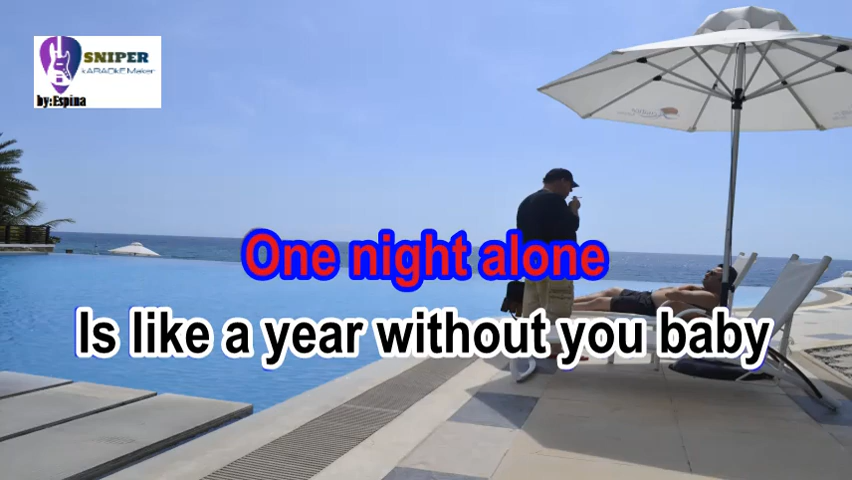 SNIPER
kARAOkE Maker
by:Espina
One night alone
Is like a year without you baby